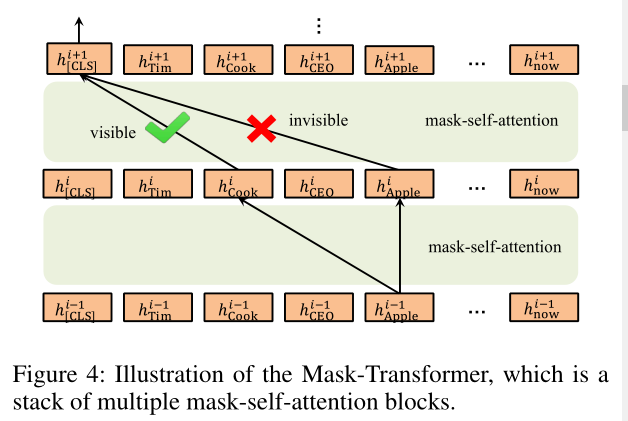 ⋮
h^{i+1}_{[CLS]} h^{i+1}_{Tim} h^{i+1}_{Cook} h^{i+1}_{CEO} h^{i+1}_{Apple} … h^{i+1}_{now}
visible invisible mask-self-attention
h^{i}_{[CLS]} h^{i}_{Tim} h^{i}_{Cook} h^{i}_{CEO} h^{i}_{Apple} … h^{i}_{now}
mask-self-attention
h^{i-1}_{[CLS]} h^{i-1}_{Tim} h^{i-1}_{Cook} h^{i-1}_{CEO} h^{i-1}_{Apple} … h^{i-1}_{now}
Figure 4: Illustration of the Mask-Transformer, which is a
stack of multiple mask-self-attention blocks.